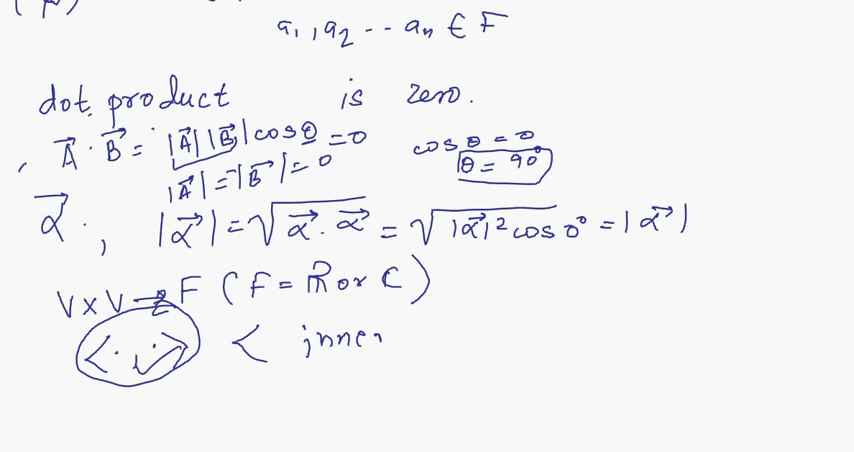 a₁, a₂ -- aₙ ∈ F
dot. product is zero.
A⃗ · B⃗ = |A⃗| |B⃗| cos θ = 0 cos θ = 0
|A⃗| = |B⃗| = 0 θ = 90°
α⃗ , |α⃗| = √(α⃗ · α⃗) = √(|α⃗|² cos 0°) = |α⃗|
V × V → F (F = ℝ or ℂ)
<·,·> < inner